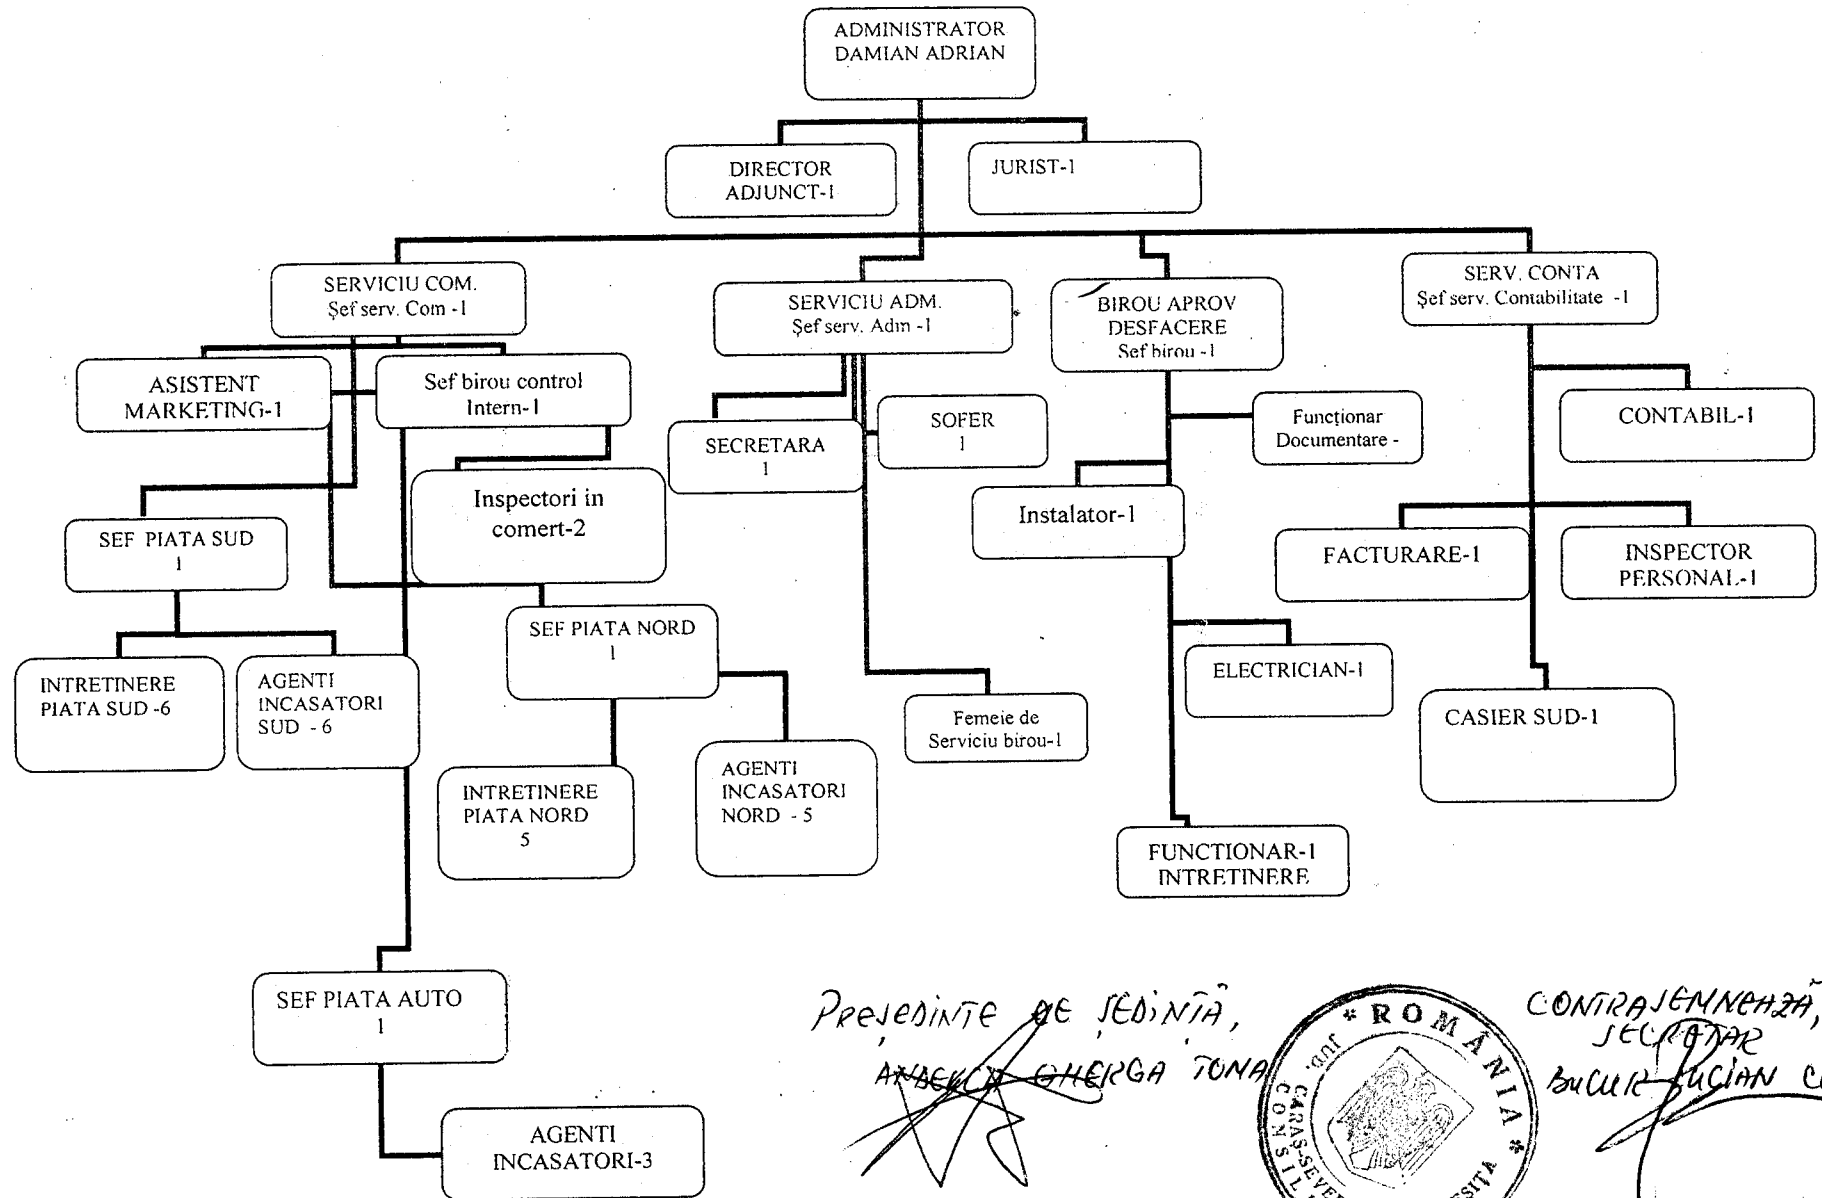 ADMINISTRATOR
DAMIAN ADRIAN
DIRECTOR
ADJUNCT-1
JURIST-1
SERVICIU COM.
Şef serv. Com -1
SERVICIU ADM.
Şef serv. Adm -1
BIROU APROV
DESFACERE
Sef birou -1
SERV. CONTA
Şef serv. Contabilitate -1
ASISTENT
MARKETING-1
Sef birou control
Intern-1
SECRETARA
1
SOFER
1
Funcţionar
Documentare -
CONTABIL-1
Inspectori in
comert-2
Instalator-1
SEF PIATA SUD
1
FACTURARE-1
INSPECTOR
PERSONAL-1
SEF PIATA NORD
1
INTRETINERE
PIATA SUD -6
AGENTI
INCASATORI
SUD - 6
ELECTRICIAN-1
Femeie de
Serviciu birou-1
CASIER SUD-1
INTRETINERE
PIATA NORD
5
AGENTI
INCASATORI
NORD - 5
FUNCTIONAR-1
INTRETINERE
SEF PIATA AUTO
1
AGENTI
INCASATORI-3
PREŞEDINTE DE ŞEDINŢĂ,
GHERGA TOMA
* ROMÂNIA *
JUD. CARAŞ-SEVE
CONSIL
CONTRASEMNEAZĂ,
SECRETAR
BUCUR LUCIAN